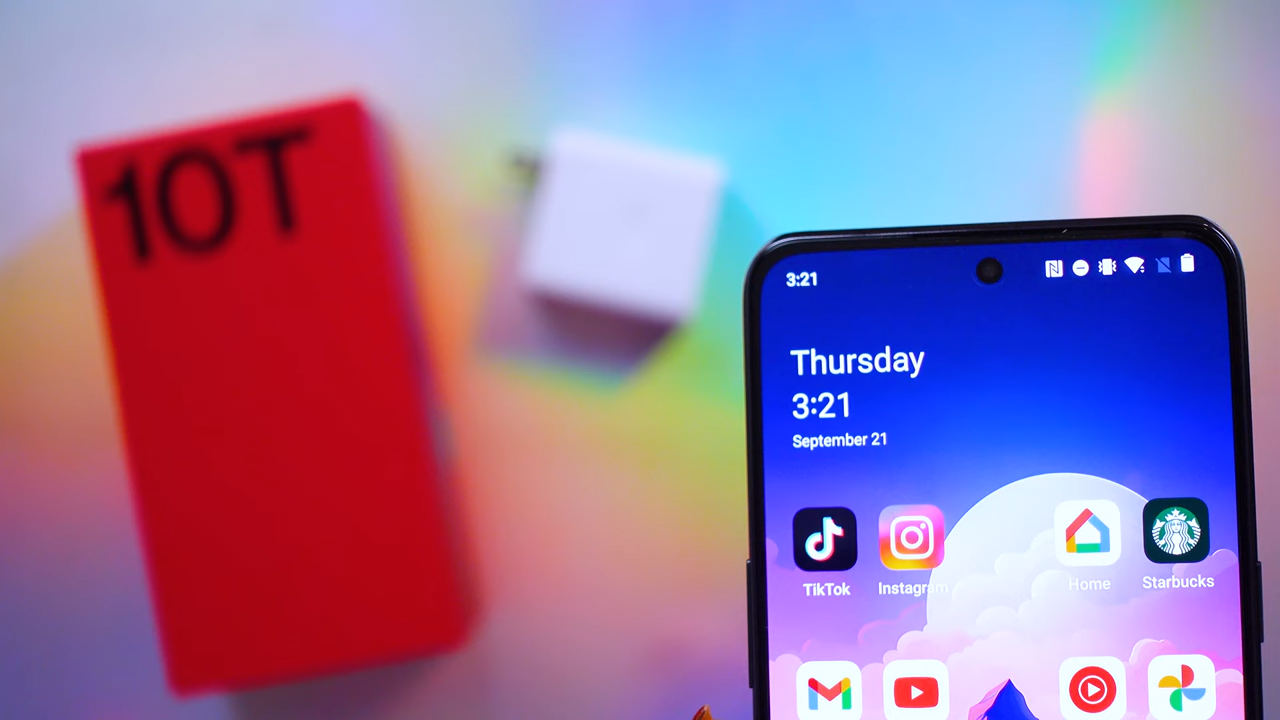 10T
3:21
Thursday
3:21
September 21
TikTok
Instagram
Home
Starbucks